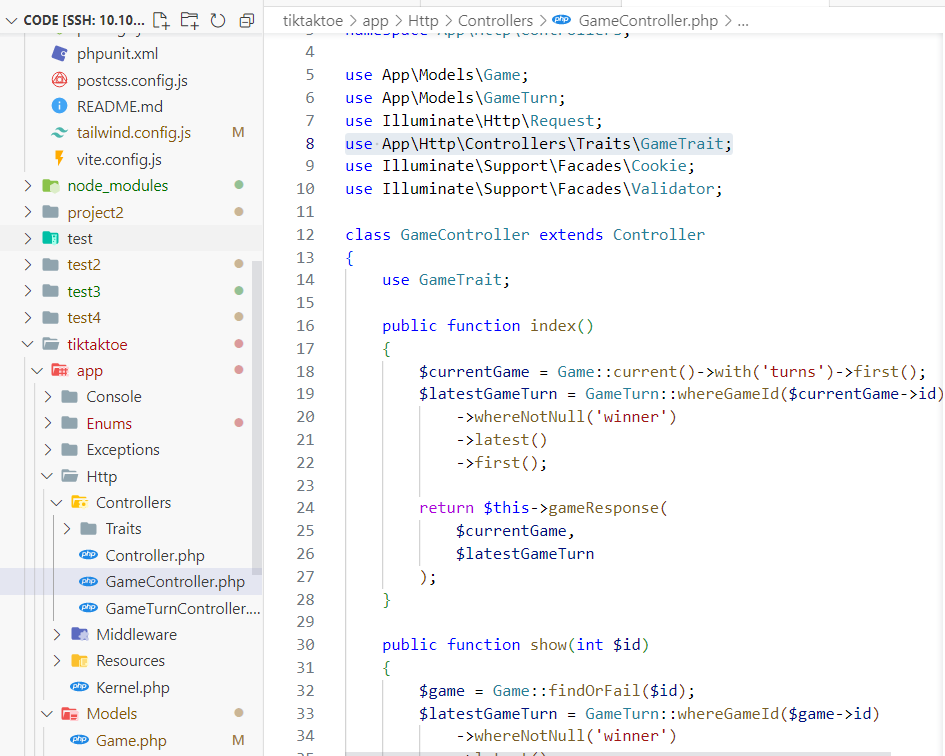 CODE [SSH: 10.10...
phpunit.xml
postcss.config.js
README.md
tailwind.config.js M
vite.config.js
node_modules
project2
test
test2
test3
test4
tiktaktoe
app
Console
Enums
Exceptions
Http
Controllers
Traits
Controller.php
GameController.php
GameTurnController....
Middleware
Resources
Kernel.php
Models
Game.php M
tiktaktoe > app > Http > Controllers > GameController.php > ...
3 namespace App\Http\Controllers;
4
5 use App\Models\Game;
6 use App\Models\GameTurn;
7 use Illuminate\Http\Request;
8 use App\Http\Controllers\Traits\GameTrait;
9 use Illuminate\Support\Facades\Cookie;
10 use Illuminate\Support\Facades\Validator;
11
12 class GameController extends Controller
13 {
14 use GameTrait;
15
16 public function index()
17 {
18 $currentGame = Game::current()->with('turns')->first();
19 $latestGameTurn = GameTurn::whereGameId($currentGame->id)
20 ->whereNotNull('winner')
21 ->latest()
22 ->first();
23
24 return $this->gameResponse(
25 $currentGame,
26 $latestGameTurn
27 );
28 }
29
30 public function show(int $id)
31 {
32 $game = Game::findOrFail($id);
33 $latestGameTurn = GameTurn::whereGameId($game->id)
34 ->whereNotNull('winner')